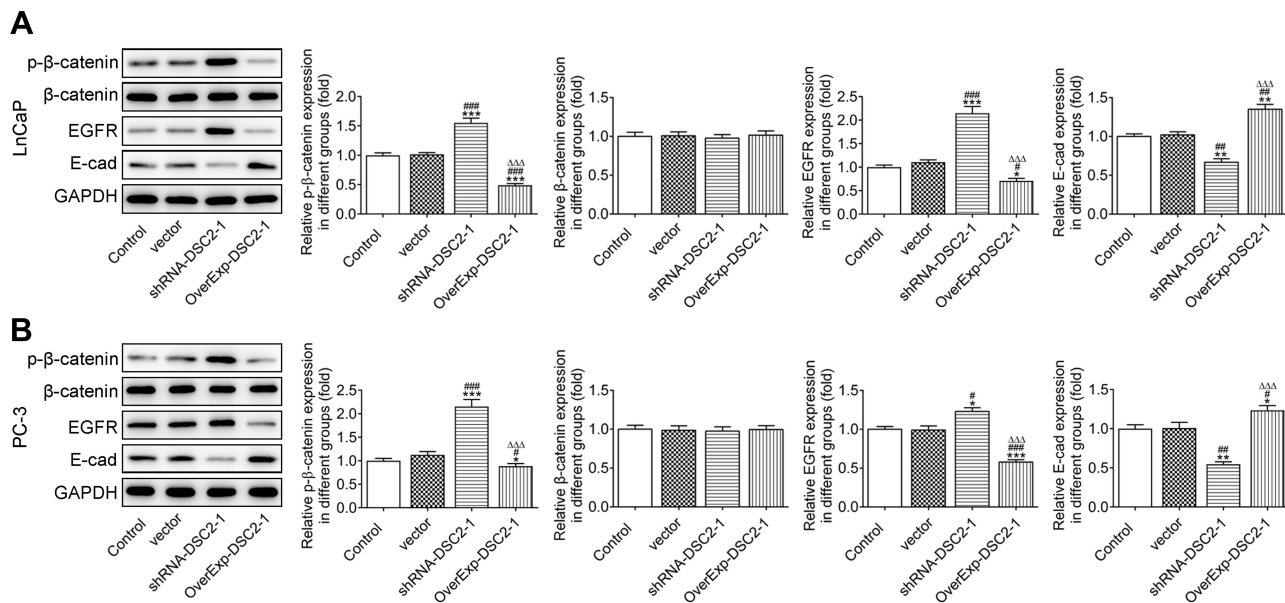 A
LnCaP
p-β-catenin
β-catenin
EGFR
E-cad
GAPDH
Control
vector
shRNA-DSC2-1
OverExp-DSC2-1
Relative p-β-catenin expression
in different groups (fold)
2.0
1.5
1.0
0.5
0.0
###
***
ΔΔΔ
###
***
Control
vector
shRNA-DSC2-1
OverExp-DSC2-1
Relative β-catenin expression
in different groups (fold)
1.5
1.0
0.5
0.0
Control
vector
shRNA-DSC2-1
OverExp-DSC2-1
Relative EGFR expression
in different groups (fold)
2.5
2.0
1.5
1.0
0.5
0.0
###
***
ΔΔΔ
#
*
Control
vector
shRNA-DSC2-1
OverExp-DSC2-1
Relative E-cad expression
in different groups (fold)
1.5
1.0
0.5
0.0
##
**
ΔΔΔ
##
**
Control
vector
shRNA-DSC2-1
OverExp-DSC2-1
B
PC-3
p-β-catenin
β-catenin
EGFR
E-cad
GAPDH
Control
vector
shRNA-DSC2-1
OverExp-DSC2-1
Relative p-β-catenin expression
in different groups (fold)
2.5
2.0
1.5
1.0
0.5
0.0
###
***
ΔΔΔ
#
*
Control
vector
shRNA-DSC2-1
OverExp-DSC2-1
Relative β-catenin expression
in different groups (fold)
1.5
1.0
0.5
0.0
Control
vector
shRNA-DSC2-1
OverExp-DSC2-1
Relative EGFR expression
in different groups (fold)
1.5
1.0
0.5
0.0
#
*
ΔΔΔ
###
***
Control
vector
shRNA-DSC2-1
OverExp-DSC2-1
Relative E-cad expression
in different groups (fold)
1.5
1.0
0.5
0.0
##
**
ΔΔΔ
#
*
Control
vector
shRNA-DSC2-1
OverExp-DSC2-1